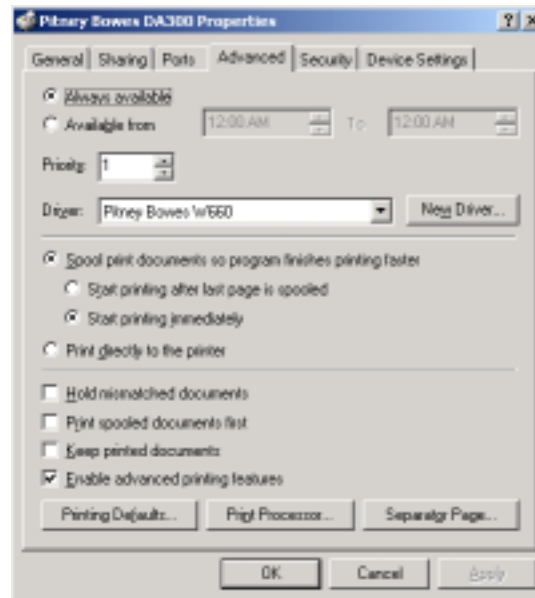 Pitney Bowes DA300 Properties
General Sharing Ports Advanced Security Device Settings
Always available
Available from 12:00 AM To 12:00 AM
Priority: 1
Driver: Pitney Bowes W660 New Driver...
Spool print documents so program finishes printing faster
Start printing after last page is spooled
Start printing immediately
Print directly to the printer
Hold mismatched documents
Print spooled documents first
Keep printed documents
Enable advanced printing features
Printing Defaults... Print Processor... Separator Page...
OK Cancel Apply